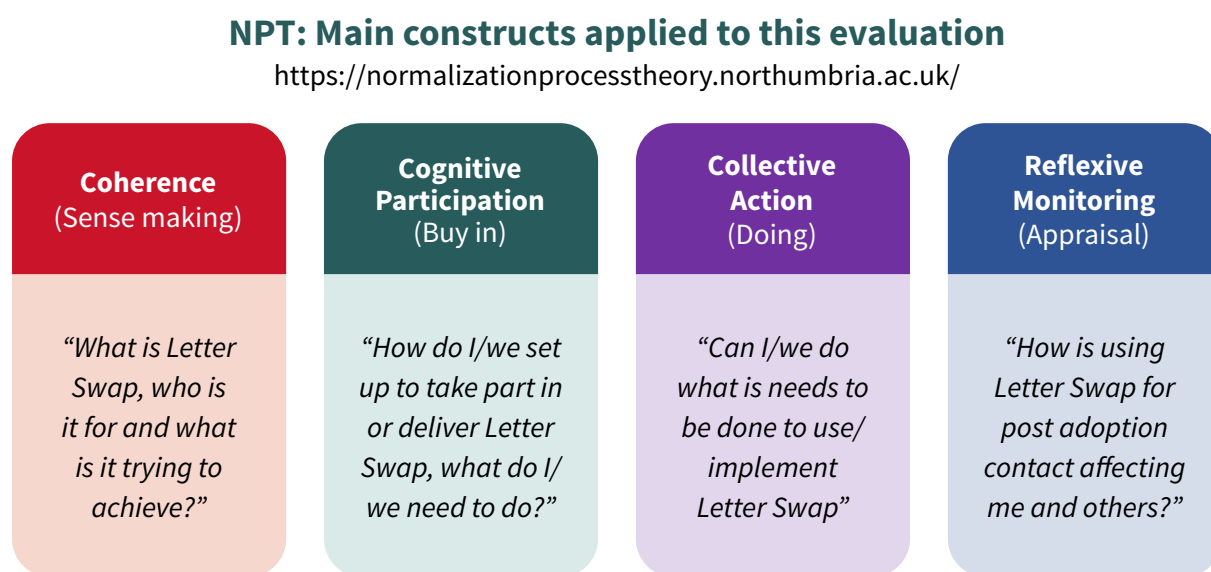 NPT: Main constructs applied to this evaluation
https://normalizationprocesstheory.northumbria.ac.uk/
Coherence
(Sense making)
“What is Letter
Swap, who is
it for and what
is it trying to
achieve?”
Cognitive
Participation
(Buy in)
“How do I/we set
up to take part in
or deliver Letter
Swap, what do I/
we need to do?”
Collective
Action
(Doing)
“Can I/we do
what is needs to
be done to use/
implement
Letter Swap”
Reflexive
Monitoring
(Appraisal)
“How is using
Letter Swap for
post adoption
contact affecting
me and others?”